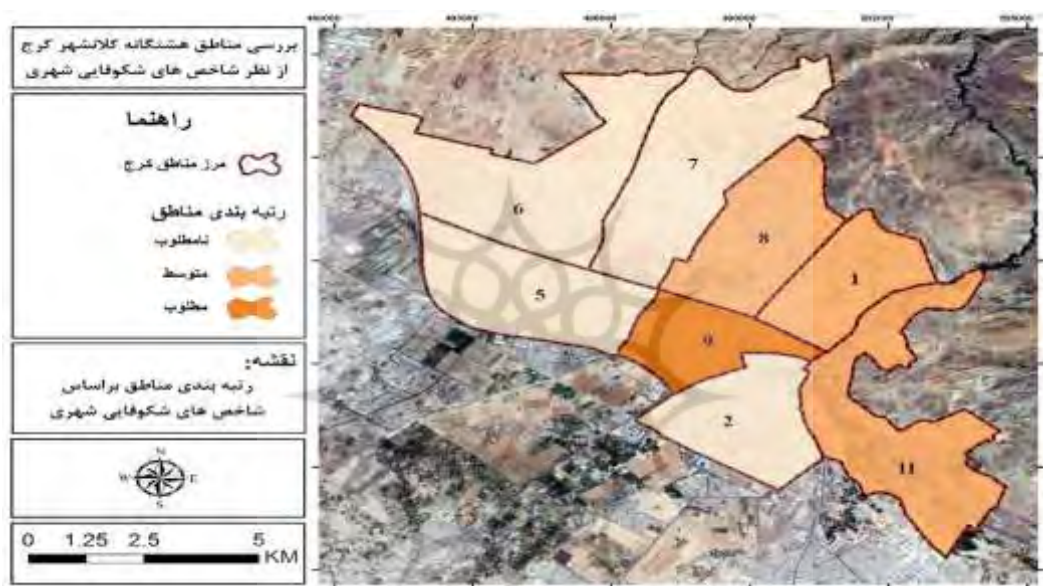 بررسی مناطق هشتگانه کلانشهر کرج
از نظر شاخص های شکوفایی شهری
راهنما
مرز مناطق کرج
رتبه بندی مناطق
نامطلوب
متوسط
مطلوب
نقشه:
رتبه بندی مناطق براساس
شاخص های شکوفایی شهری
N
W E
S
0 1.25 2.5 5
KM
7
6
8
1
5
9
2
11